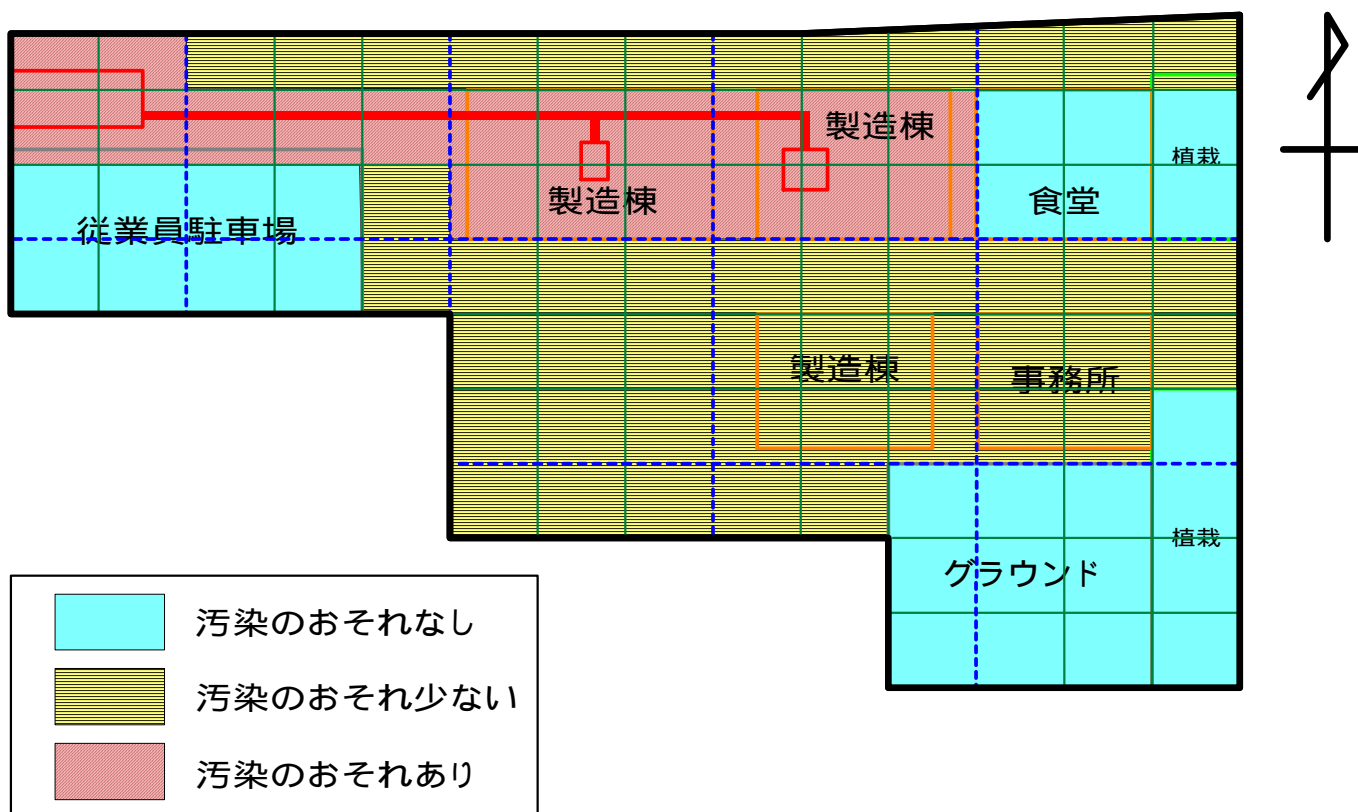 製造棟
植栽
製造棟
食堂
従業員駐車場
製造棟
事務所
植栽
グラウンド
汚染のおそれなし
汚染のおそれ少ない
汚染のおそれあり